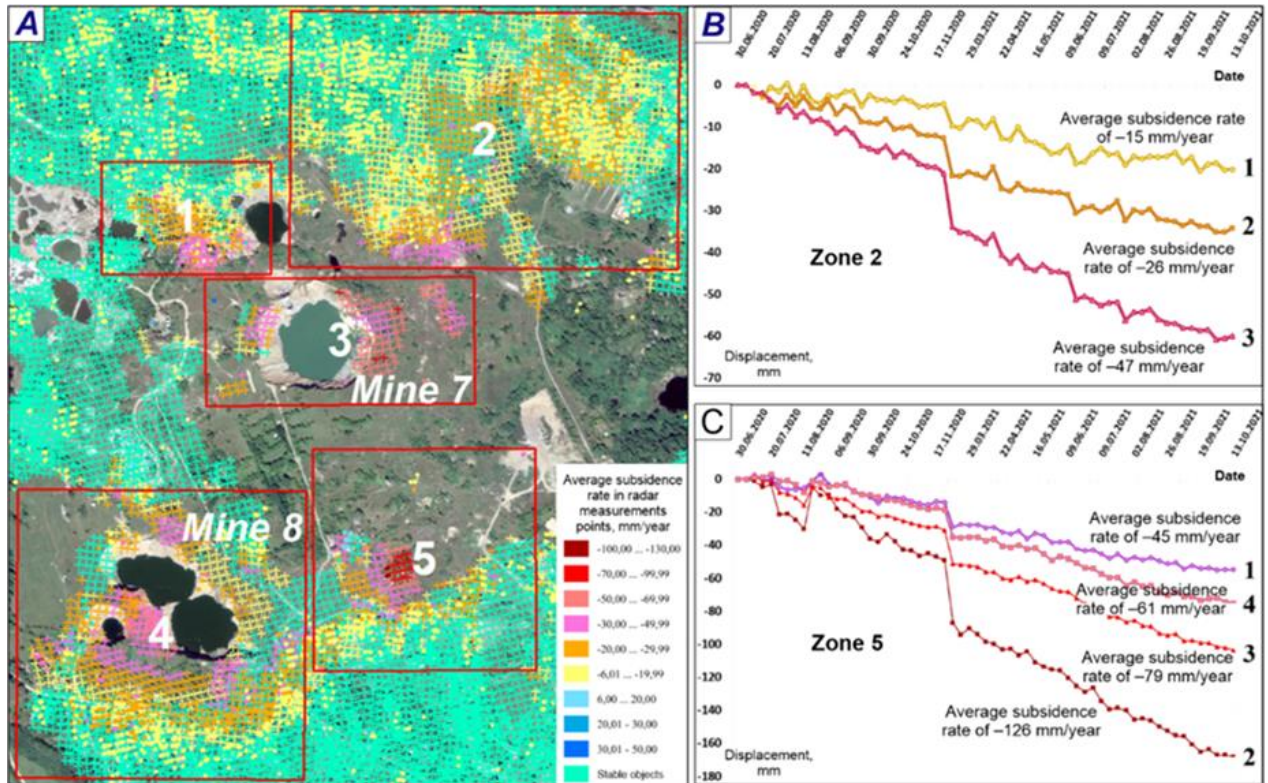 A
1
2
3
Mine 7
Mine 8
4
5
Average subsidence
rate in radar
measurements
points, mm/year
-100,00 ... -130,00
-70,00 ... -99,99
-50,00 ... -69,99
-30,00 ... -49,99
-20,00 ... -29,99
-6,01 ... -19,99
6,00 ... 20,00
20,01 - 30,00
30,01 - 50,00
Stable objects
B
30.06.2020
20.07.2020
13.08.2020
06.09.2020
30.09.2020
24.10.2020
17.11.2020
29.03.2021
22.04.2021
16.05.2021
09.06.2021
09.07.2021
02.08.2021
26.08.2021
19.09.2021
13.10.2021
Date
0
-10
-20
-30
-40
-50
-60
-70
Average subsidence rate
of –15 mm/year
1
2
Average subsidence
rate of –26 mm/year
Zone 2
3
Average subsidence
rate of –47 mm/year
Displacement,
mm
C
30.06.2020
20.07.2020
11.08.2020
06.09.2020
30.09.2020
24.10.2020
17.11.2020
29.03.2021
22.04.2021
16.05.2021
09.06.2021
09.07.2021
02.08.2021
26.08.2021
19.09.2021
13.10.2021
Date
0
-20
-40
-60
-80
-100
-120
-140
-160
-180
Average subsidence
rate of –45 mm/year
1
Average subsidence
rate of –61 mm/year
4
Zone 5
3
Average subsidence
rate of –79 mm/year
Average subsidence
rate of –126 mm/year
2
Displacement,
mm